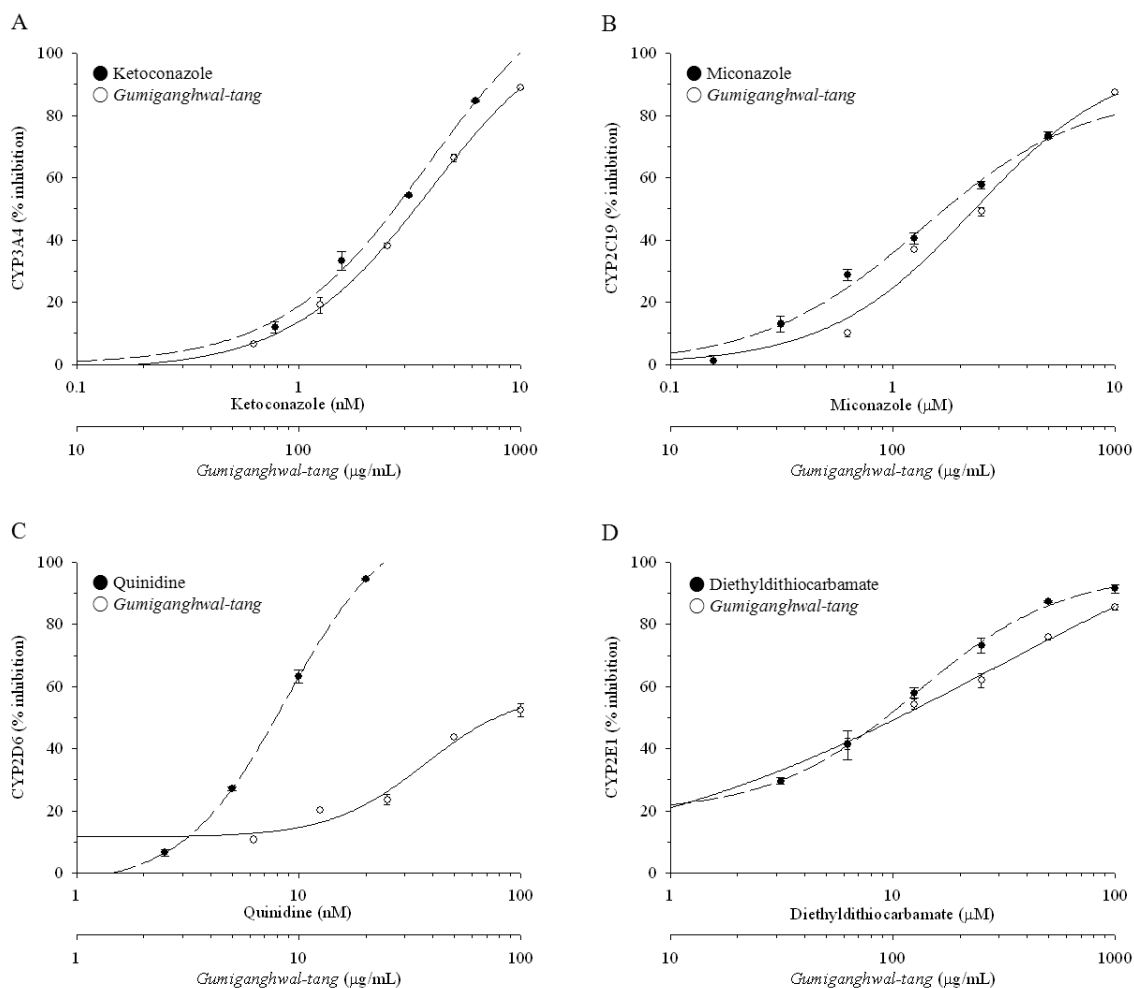 A
CYP3A4 (% inhibition)
100
80
60
40
20
0
Ketoconazole
Gumiganghwal-tang
0.1 1 10
Ketoconazole (nM)
10 100 1000
Gumiganghwal-tang (μg/mL)
B
CYP2C19 (% inhibition)
100
80
60
40
20
0
Miconazole
Gumiganghwal-tang
0.1 1 10
Miconazole (μM)
10 100 1000
Gumiganghwal-tang (μg/mL)
C
CYP2D6 (% inhibition)
100
80
60
40
20
0
Quinidine
Gumiganghwal-tang
1 10 100
Quinidine (nM)
10 100
Gumiganghwal-tang (μg/mL)
D
CYP2E1 (% inhibition)
100
80
60
40
20
0
Diethyldithiocarbamate
Gumiganghwal-tang
1 10 100
Diethyldithiocarbamate (μM)
10 100 1000
Gumiganghwal-tang (μg/mL)